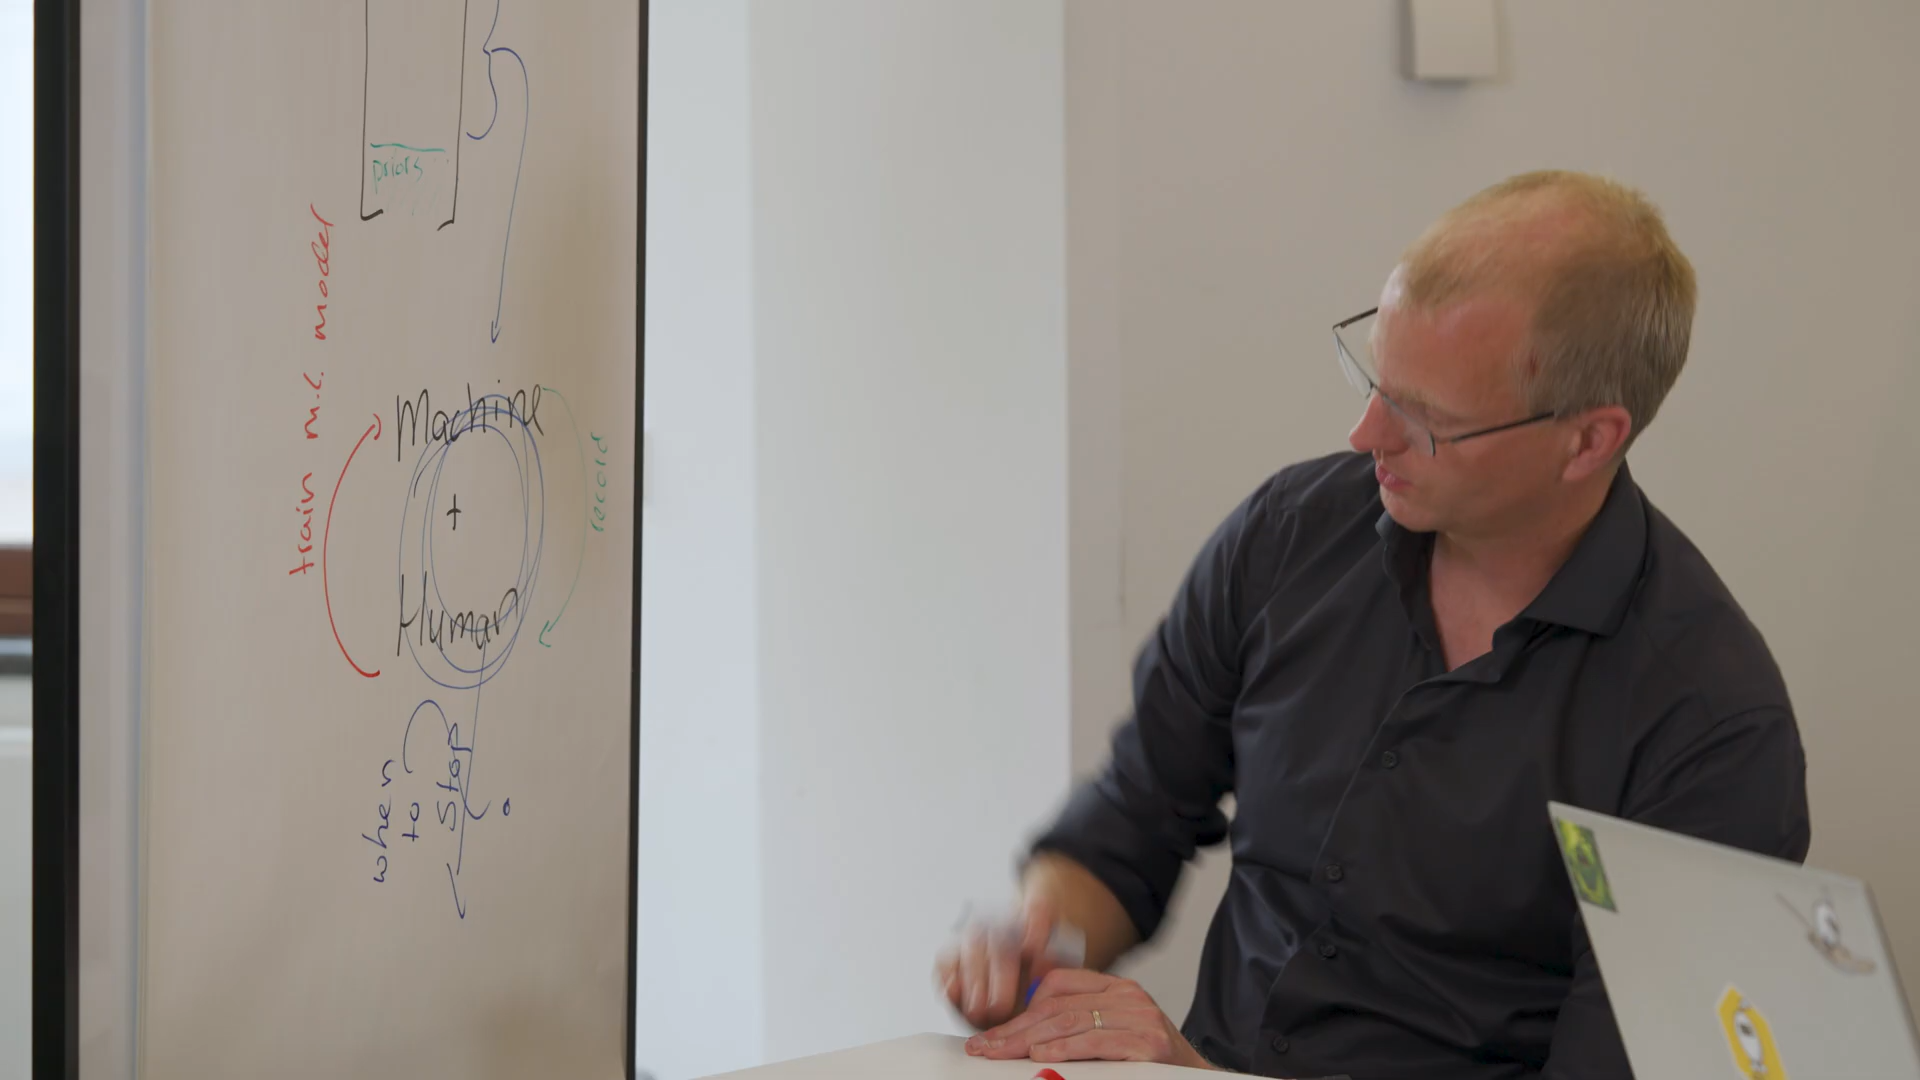 priors
train m.l. model
Machine
+
Human
record
when
to
stop